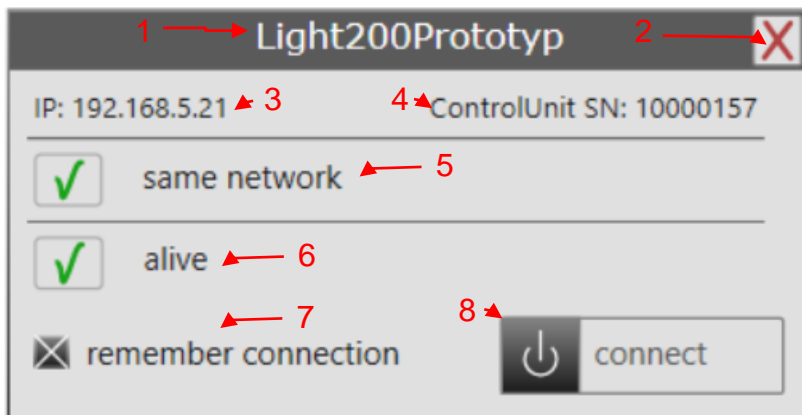 1 Light200Prototyp 2
IP: 192.168.5.21 3 4 ControlUnit SN: 10000157
same network 5
alive 6
7 8
remember connection connect